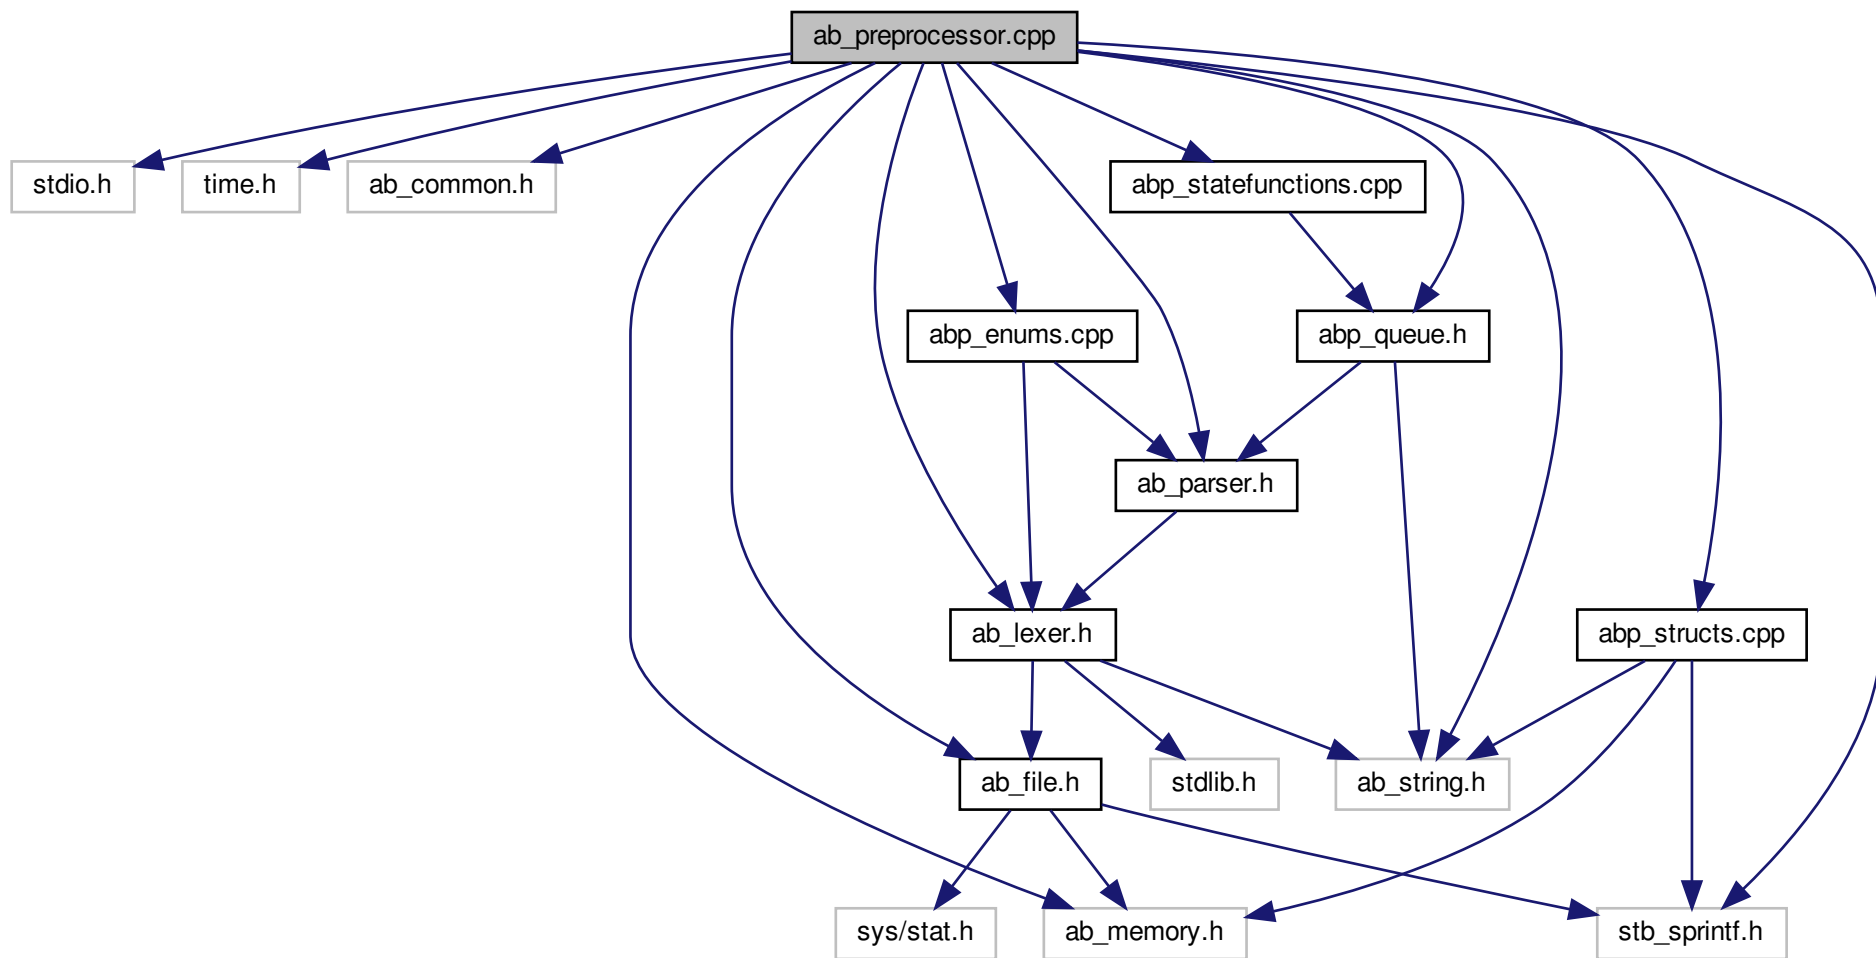 ab_preprocessor.cpp
stdio.h
time.h
ab_common.h
abp_statefunctions.cpp
abp_enums.cpp
abp_queue.h
ab_parser.h
ab_lexer.h
abp_structs.cpp
ab_file.h
stdlib.h
ab_string.h
sys/stat.h
ab_memory.h
stb_sprintf.h